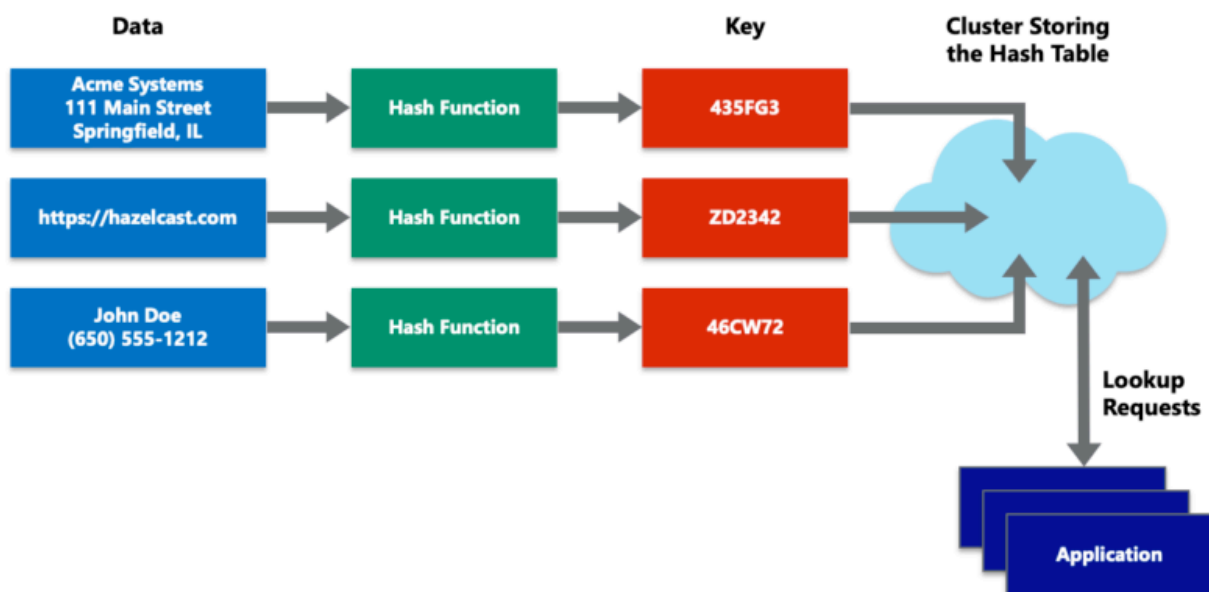 Data
Key
Cluster Storing
the Hash Table
Acme Systems
111 Main Street
Springfield, IL
Hash Function
435FG3
https://hazelcast.com
Hash Function
ZD2342
John Doe
(650) 555-1212
Hash Function
46CW72
Lookup
Requests
Application